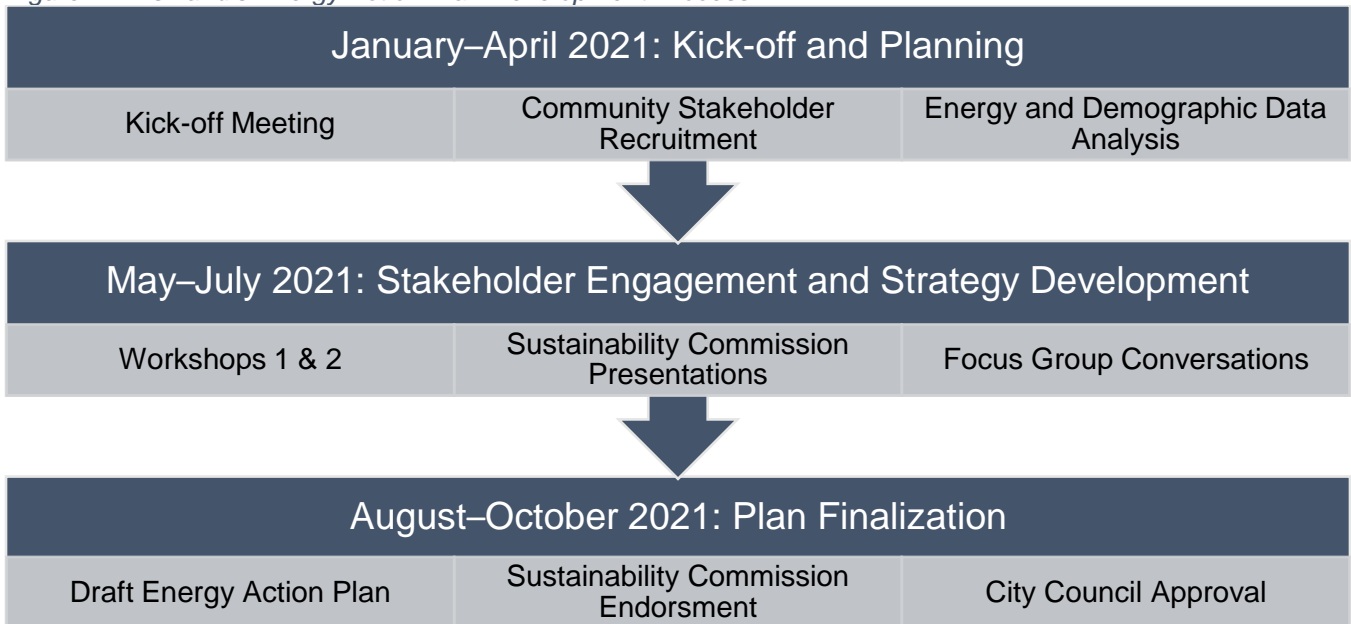 January–April 2021: Kick-off and Planning
Kick-off Meeting
Community Stakeholder
Recruitment
Energy and Demographic Data
Analysis
May–July 2021: Stakeholder Engagement and Strategy Development
Workshops 1 & 2
Sustainability Commission
Presentations
Focus Group Conversations
August–October 2021: Plan Finalization
Draft Energy Action Plan
Sustainability Commission
Endorsment
City Council Approval